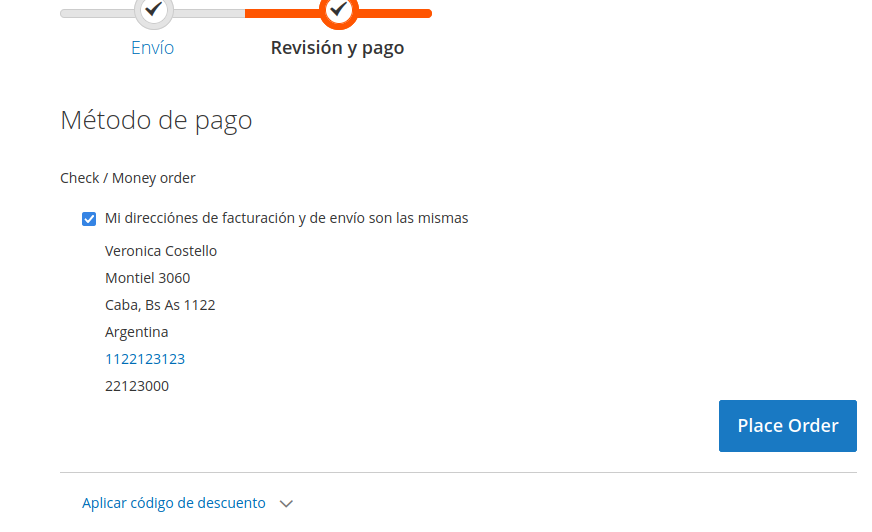 Envío
Revisión y pago
Método de pago
Check / Money order
Mi direcciónes de facturación y de envío son las mismas
Veronica Costello
Montiel 3060
Caba, Bs As 1122
Argentina
1122123123
22123000
Place Order
Aplicar código de descuento